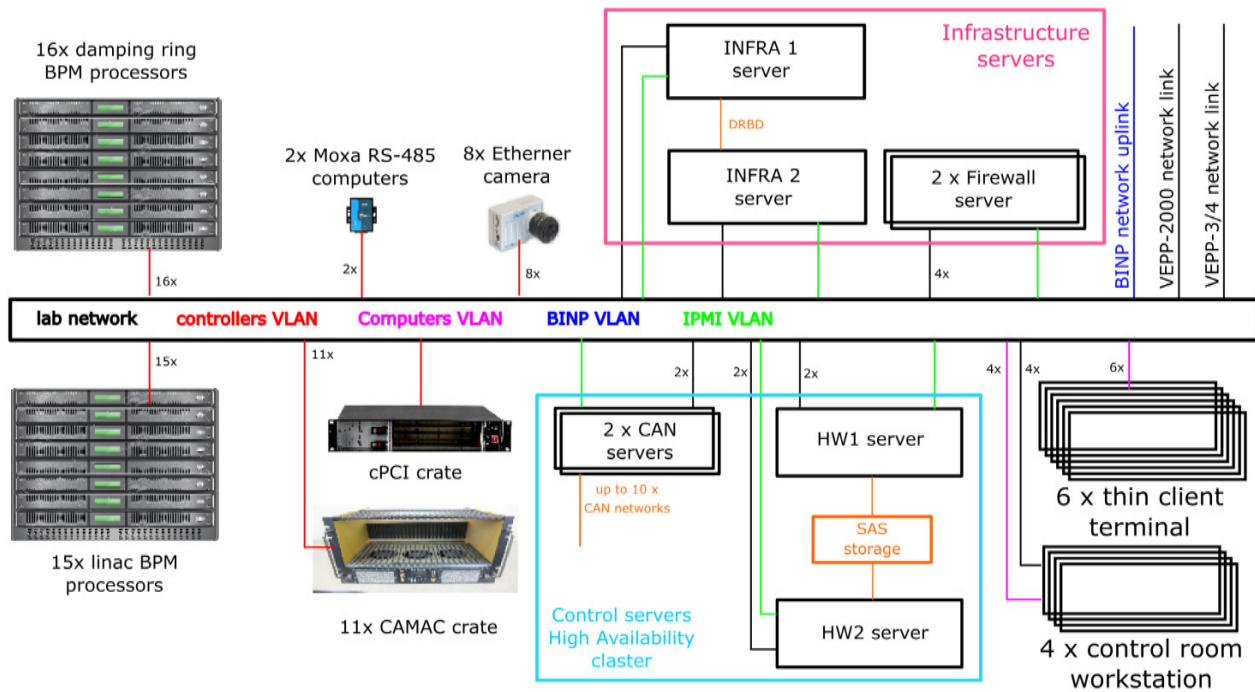 16x damping ring
BPM processors
2x Moxa RS-485
computers
8x Etherner
camera
INFRA 1
server
Infrastructure
servers
DRBD
INFRA 2
server
2 x Firewall
server
BINP network uplink
VEPP-2000 network link
VEPP-3/4 network link
16x
2x
8x
4x
lab network controllers VLAN Computers VLAN BINP VLAN IPMI VLAN
15x
11x
2x
2x
2x
4x
4x
6x
2 x CAN
servers
HW1 server
cPCI crate
up to 10 x
CAN networks
SAS
storage
6 x thin client
terminal
15x linac BPM
processors
11x CAMAC crate
Control servers
High Availability
claster
HW2 server
4 x control room
workstation